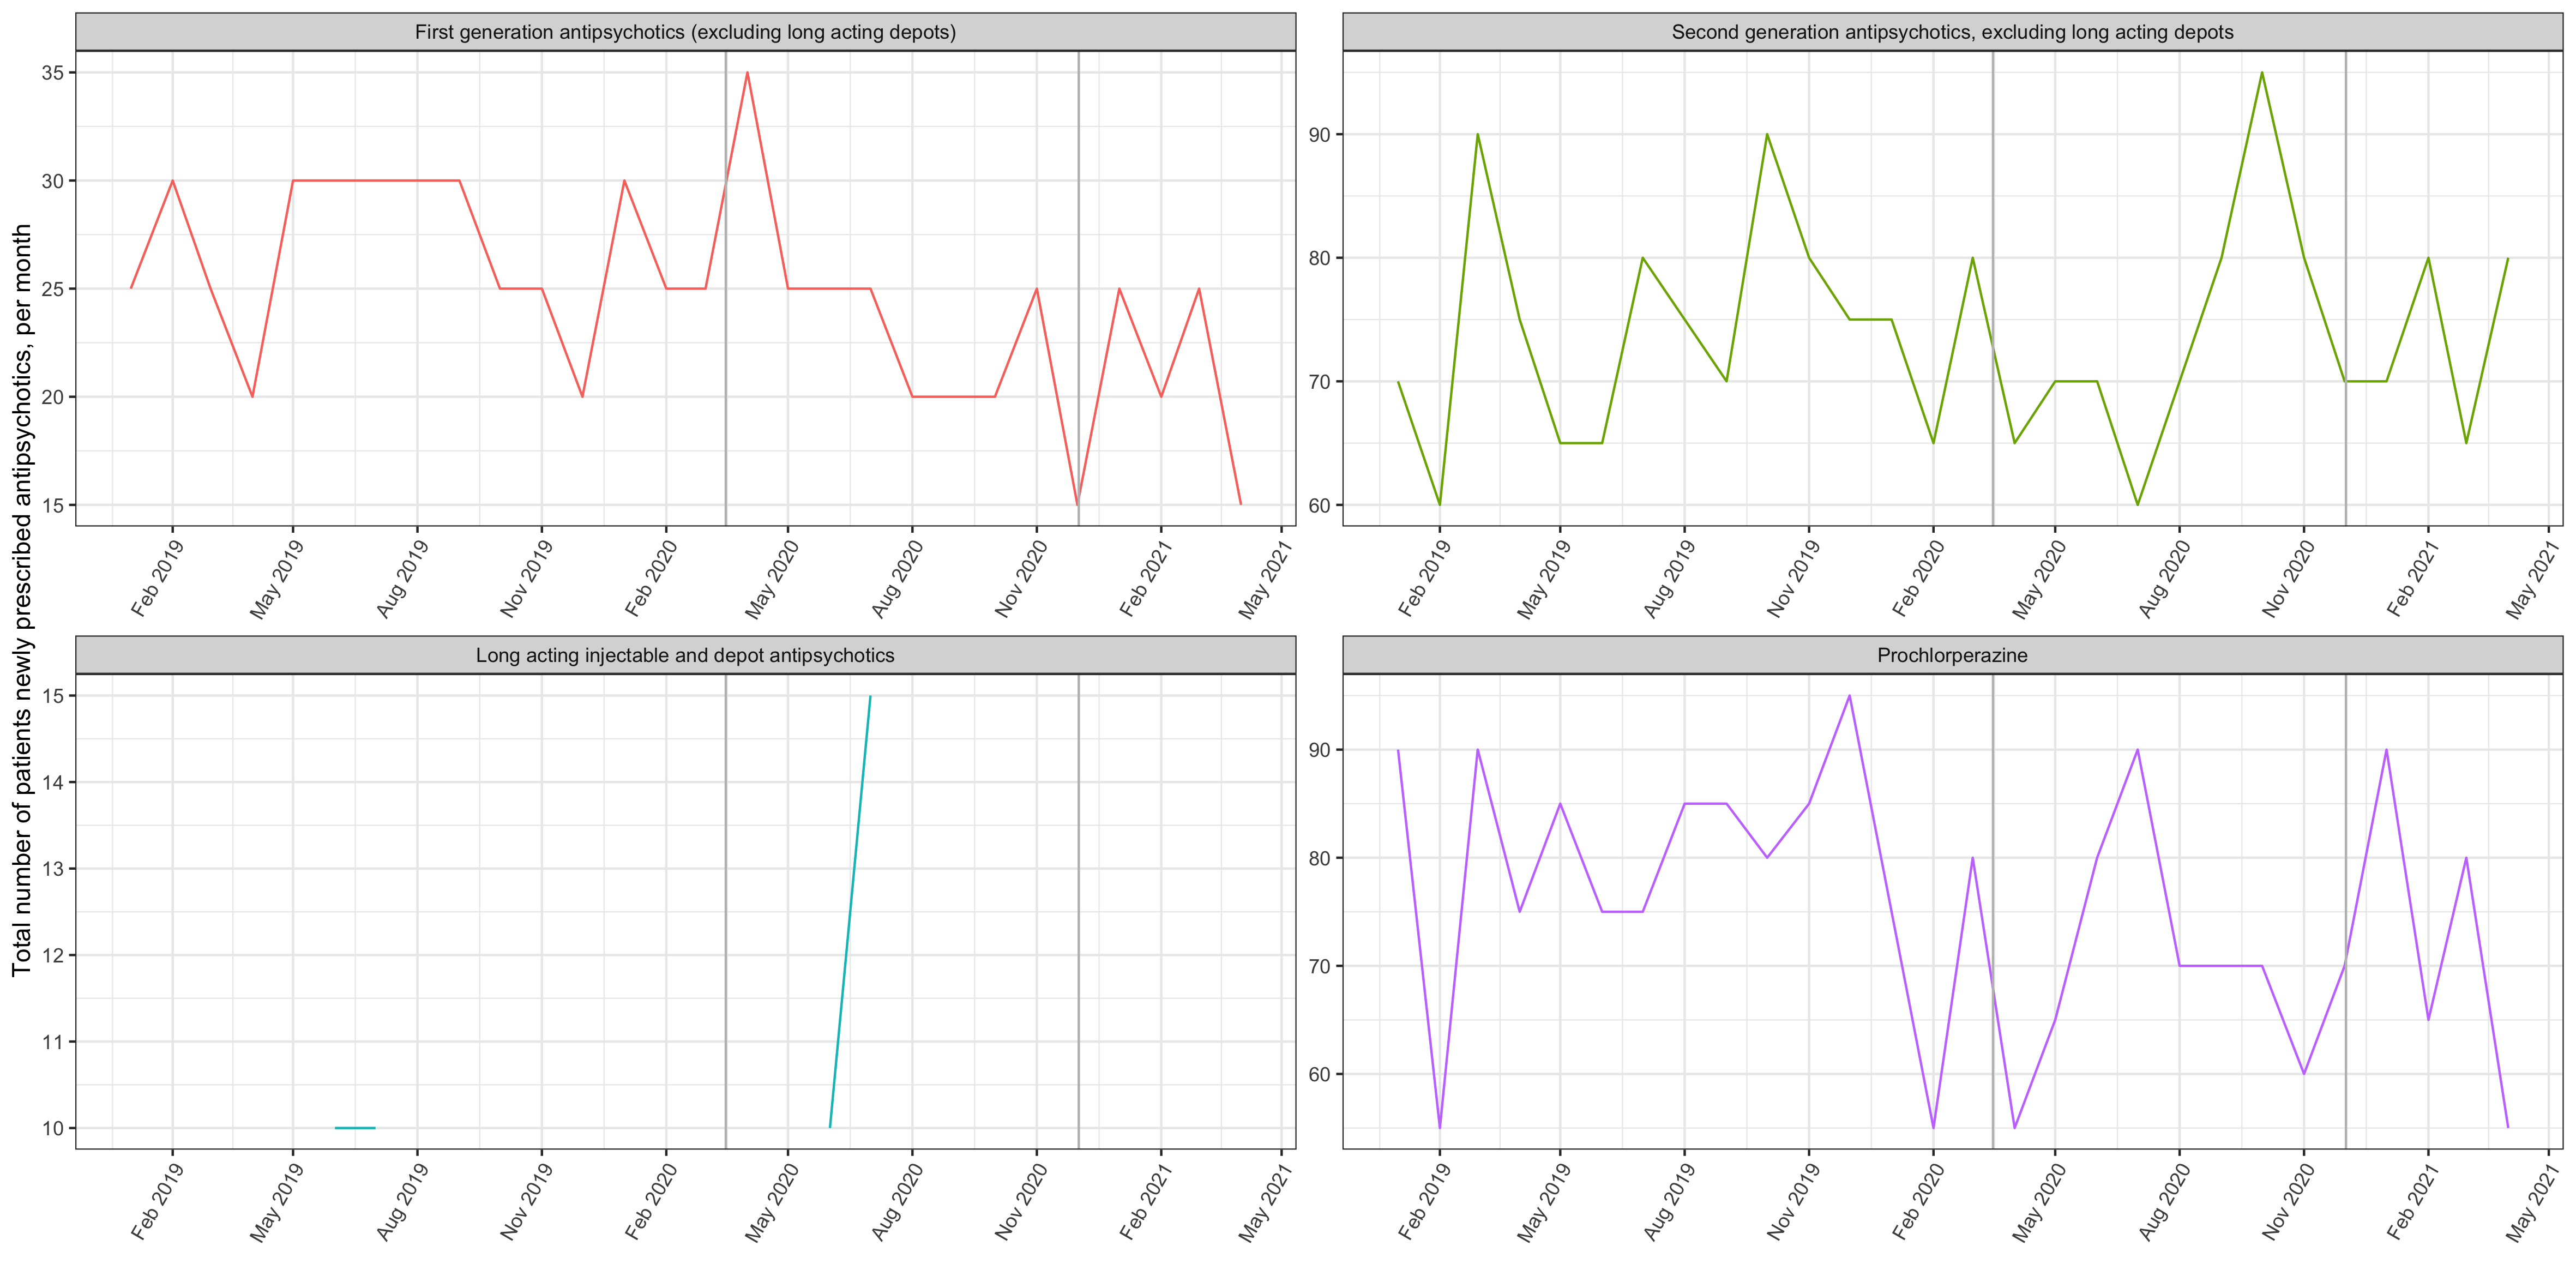 Total number of patients newly prescribed antipsychotics, per month
First generation antipsychotics (excluding long acting depots)
35
30
25
20
15
Feb 2019
May 2019
Aug 2019
Nov 2019
Feb 2020
May 2020
Aug 2020
Nov 2020
Feb 2021
May 2021
Second generation antipsychotics, excluding long acting depots
90
80
70
60
Feb 2019
May 2019
Aug 2019
Nov 2019
Feb 2020
May 2020
Aug 2020
Nov 2020
Feb 2021
May 2021
Long acting injectable and depot antipsychotics
15
14
13
12
11
10
Feb 2019
May 2019
Aug 2019
Nov 2019
Feb 2020
May 2020
Aug 2020
Nov 2020
Feb 2021
May 2021
Prochlorperazine
90
80
70
60
Feb 2019
May 2019
Aug 2019
Nov 2019
Feb 2020
May 2020
Aug 2020
Nov 2020
Feb 2021
May 2021